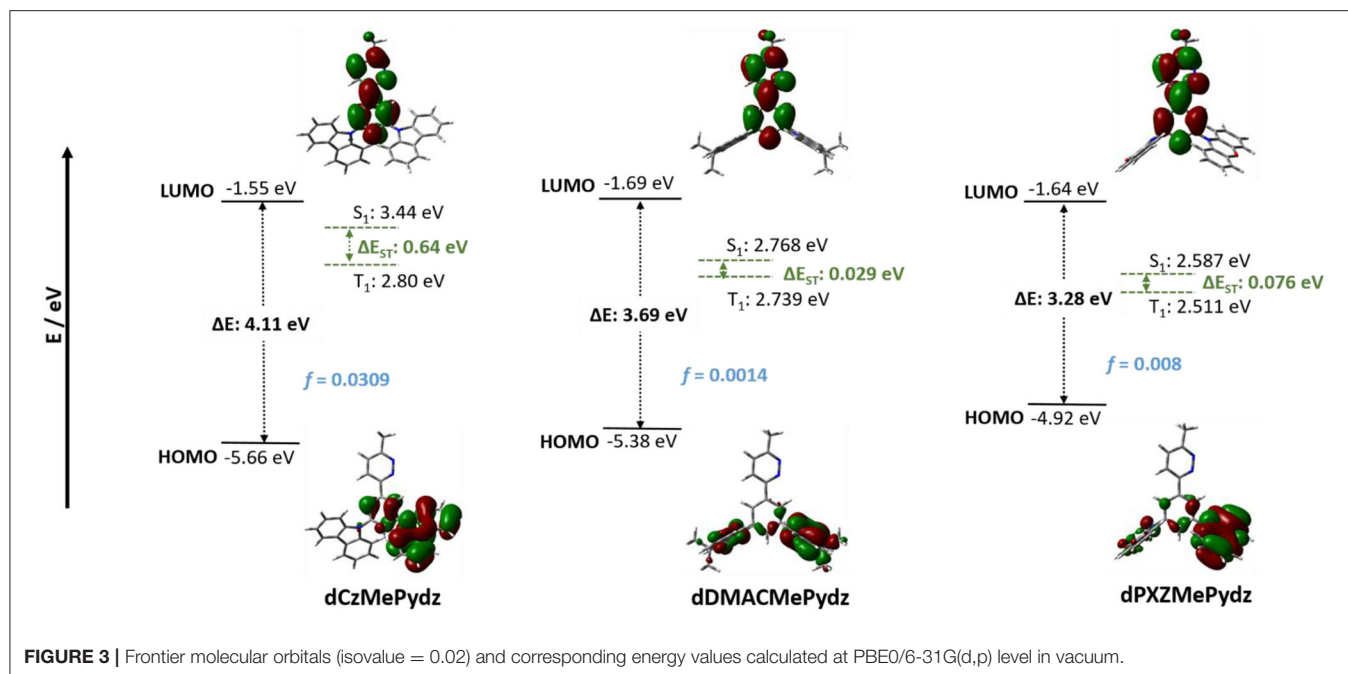 E / eV
LUMO -1.55 eV
S1: 3.44 eV
ΔEST: 0.64 eV
T1: 2.80 eV
ΔE: 4.11 eV
f = 0.0309
HOMO -5.66 eV
dCzMePydz
LUMO -1.69 eV
S1: 2.768 eV
ΔEST: 0.029 eV
T1: 2.739 eV
ΔE: 3.69 eV
f = 0.0014
HOMO -5.38 eV
dDMACMePydz
LUMO -1.64 eV
S1: 2.587 eV
ΔEST: 0.076 eV
T1: 2.511 eV
ΔE: 3.28 eV
f = 0.008
HOMO -4.92 eV
dPXZMePydz
FIGURE 3 | Frontier molecular orbitals (isovalue = 0.02) and corresponding energy values calculated at PBE0/6-31G(d,p) level in vacuum.